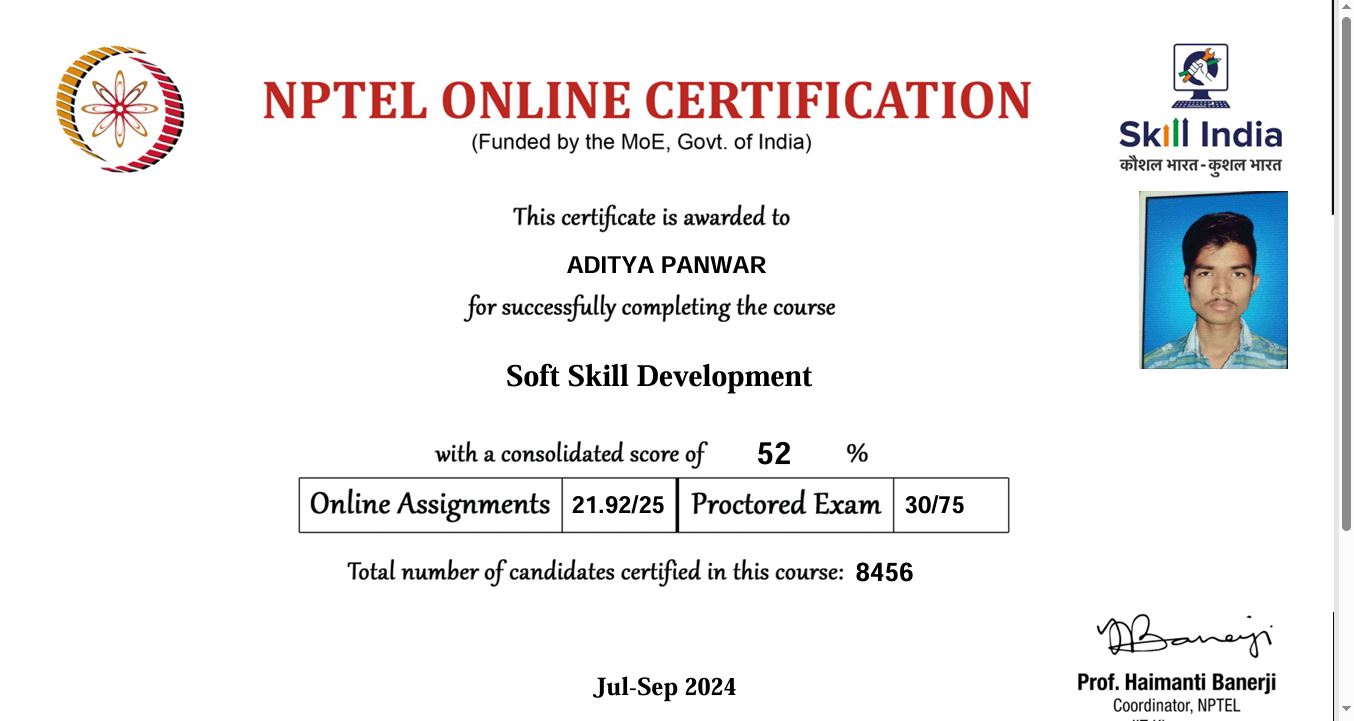 NPTEL ONLINE CERTIFICATION
(Funded by the MoE, Govt. of India)
Skill India
कौशल भारत - कुशल भारत
This certificate is awarded to
ADITYA PANWAR
for successfully completing the course
Soft Skill Development
with a consolidated score of 52 %
Online Assignments 21.92/25 Proctored Exam 30/75
Total number of candidates certified in this course: 8456
Jul-Sep 2024
Prof. Haimanti Banerji
Coordinator, NPTEL